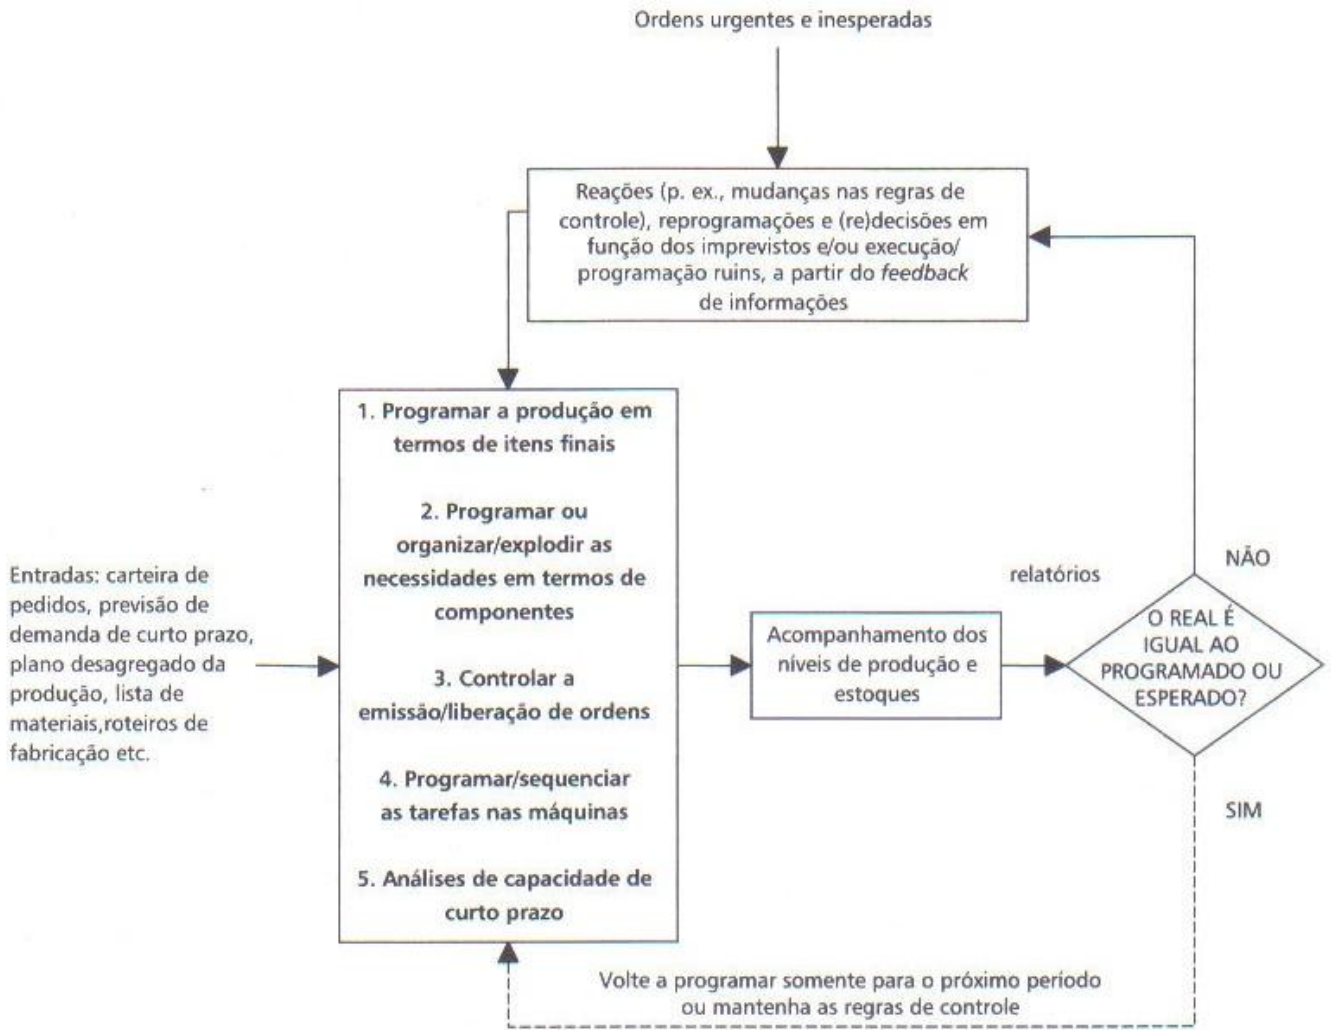 Ordens urgentes e inesperadas
Reações (p. ex., mudanças nas regras de
controle), reprogramações e (re)decisões em
função dos imprevistos e/ou execução/
programação ruins, a partir do feedback
de informações
1. Programar a produção em
termos de itens finais
2. Programar ou
organizar/explodir as
necessidades em termos de
componentes
3. Controlar a
emissão/liberação de ordens
4. Programar/sequenciar
as tarefas nas máquinas
5. Análises de capacidade de
curto prazo
Entradas: carteira de
pedidos, previsão de
demanda de curto prazo,
plano desagregado da
produção, lista de
materiais,roteiros de
fabricação etc.
Acompanhamento dos
níveis de produção e
estoques
relatórios
O REAL É
IGUAL AO
PROGRAMADO OU
ESPERADO?
NÃO
SIM
Volte a programar somente para o próximo período
ou mantenha as regras de controle